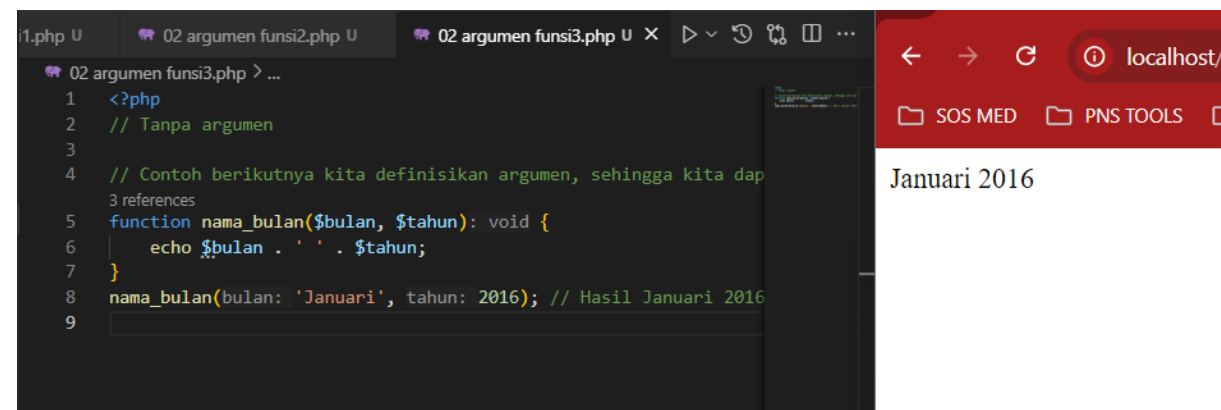 i1.php U 02 argumen funsi2.php U 02 argumen funsi3.php U
02 argumen funsi3.php > ...
1 <?php
2 // Tanpa argumen
3
4 // Contoh berikutnya kita definisikan argumen, sehingga kita dap
3 references
5 function nama_bulan($bulan, $tahun): void {
6 echo $bulan . ' ' . $tahun;
7 }
8 nama_bulan(bulan: 'Januari', tahun: 2016); // Hasil Januari 2016
9
localhost/
SOS MED PNS TOOLS
Januari 2016